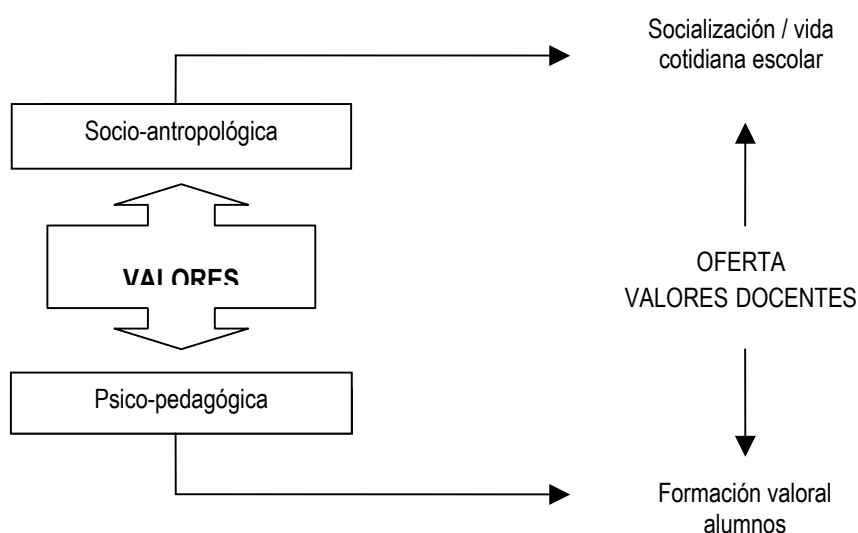 Socialización / vida
cotidiana escolar
Socio-antropológica
VALORES
OFERTA
VALORES DOCENTES
Psico-pedagógica
Formación valoral
alumnos